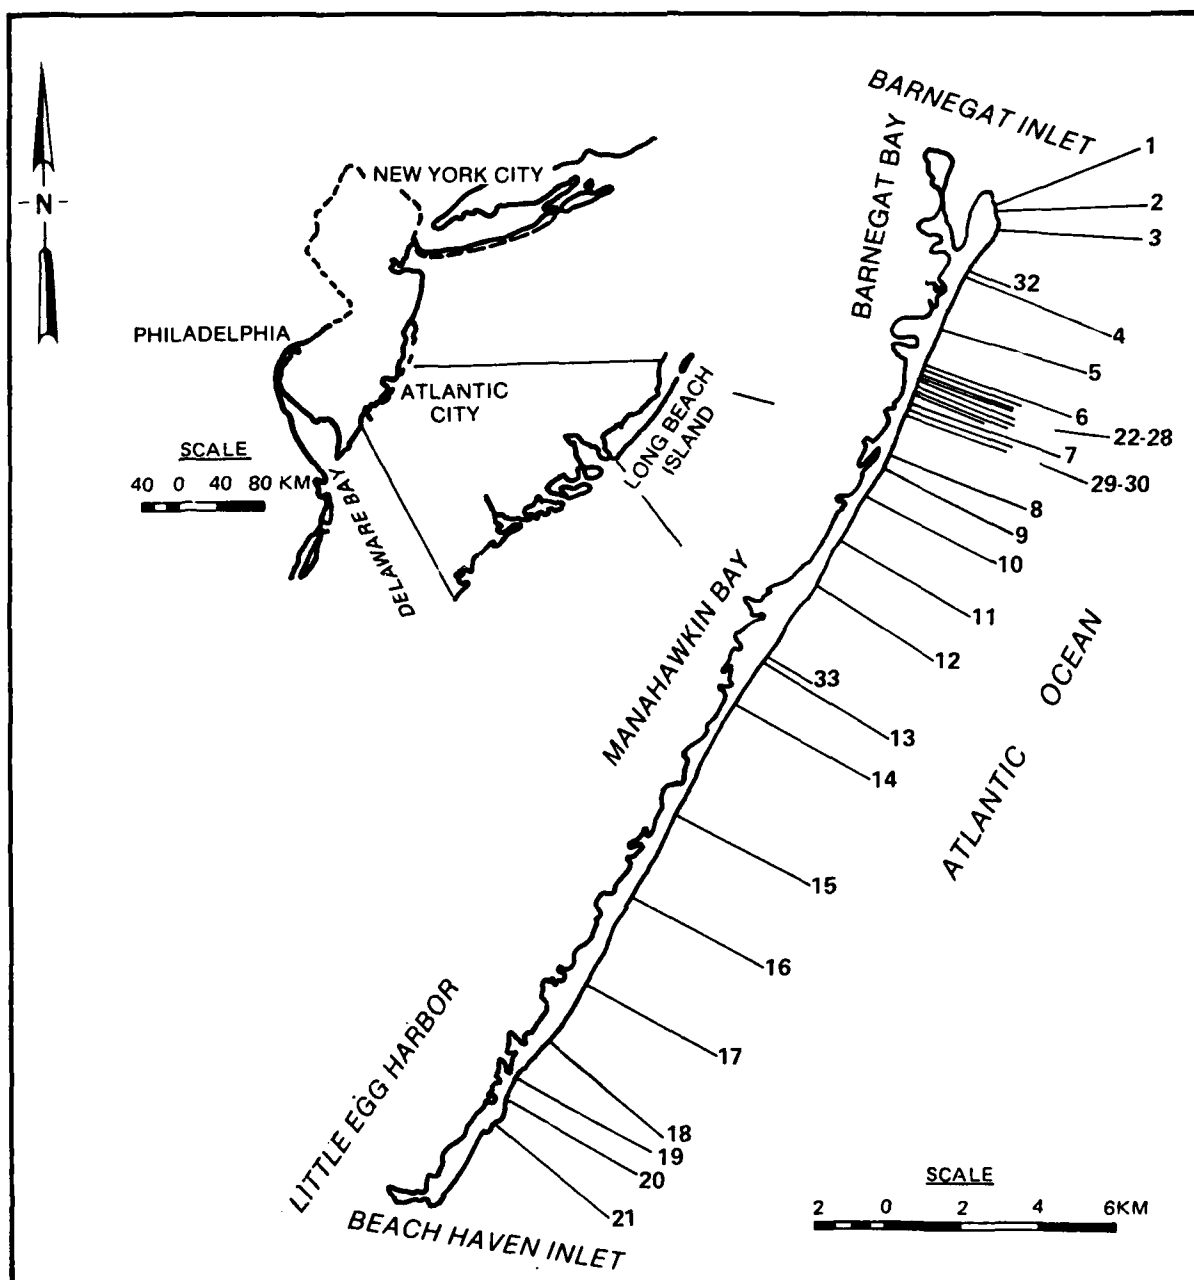 BARNEGAT INLET
BARNEGAT BAY
N
NEW YORK CITY
PHILADELPHIA
ATLANTIC
CITY
SCALE
40 0 40 80 KM
DELAWARE BAY
LONG BEACH
ISLAND
1
2
3
32
4
5
6
22-28
7
29-30
8
9
10
11
12
33
13
14
15
16
17
18
19
20
21
MANAHAWKIN BAY
ATLANTIC OCEAN
LITTLE EGG HARBOR
BEACH HAVEN INLET
SCALE
2 0 2 4 6KM